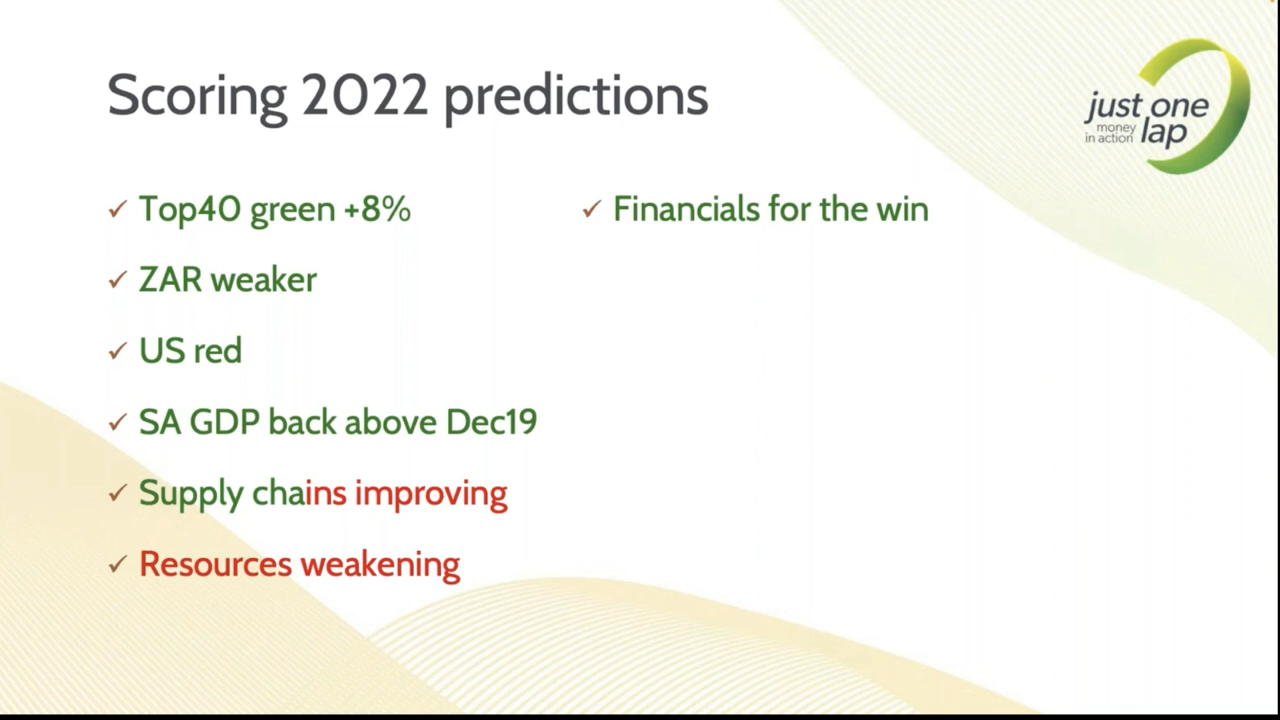 Scoring 2022 predictions
just one
money
in action lap
Top40 green +8%
Financials for the win
ZAR weaker
US red
SA GDP back above Dec19
Supply chains improving
Resources weakening